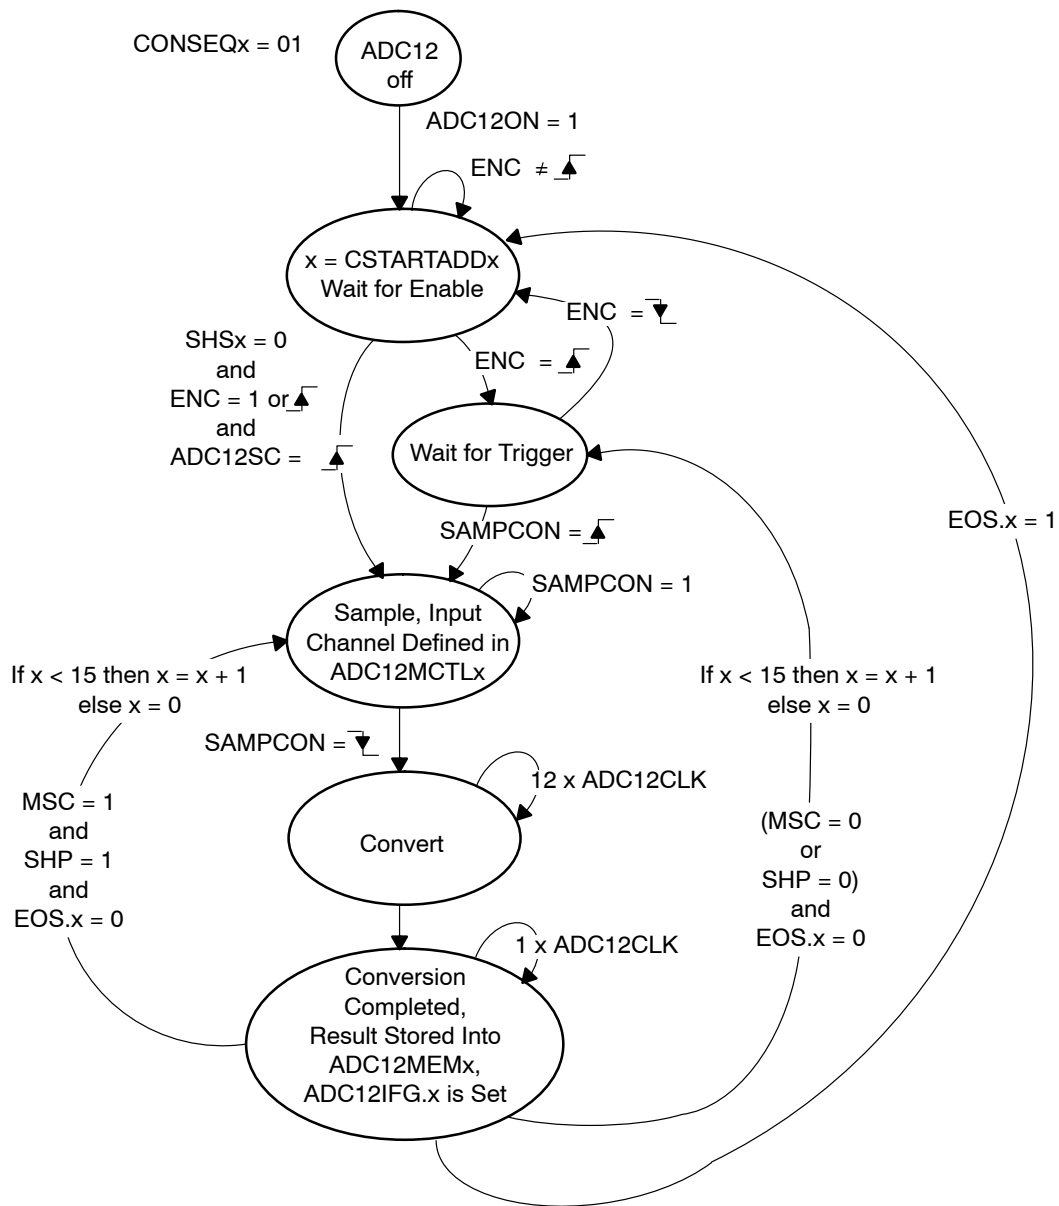 CONSEQx = 01
ADC12
off
ADC12ON = 1
ENC ≠
x = CSTARTADDx
Wait for Enable
ENC =
SHSx = 0
and
ENC = 1 or
and
ADC12SC =
ENC =
Wait for Trigger
SAMPCON =
EOS.x = 1
SAMPCON = 1
Sample, Input
Channel Defined in
ADC12MCTLx
If x < 15 then x = x + 1
else x = 0
If x < 15 then x = x + 1
else x = 0
SAMPCON =
12 x ADC12CLK
MSC = 1
and
SHP = 1
and
EOS.x = 0
Convert
(MSC = 0
or
SHP = 0)
and
EOS.x = 0
1 x ADC12CLK
Conversion
Completed,
Result Stored Into
ADC12MEMx,
ADC12IFG.x is Set